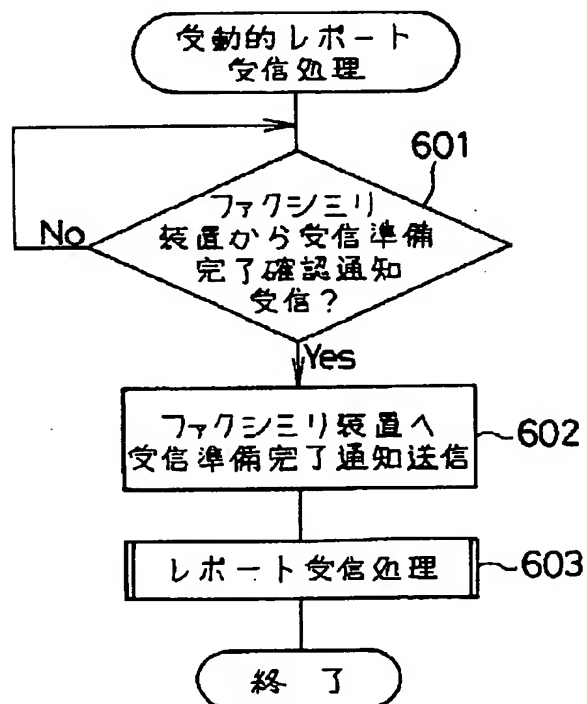 受動的レポート
受信処理
601
ファクシミリ
装置から受信準備
完了確認通知
受信？
No
Yes
ファクシミリ装置へ
受信準備完了通知送信
602
レポート受信処理
603
終 了